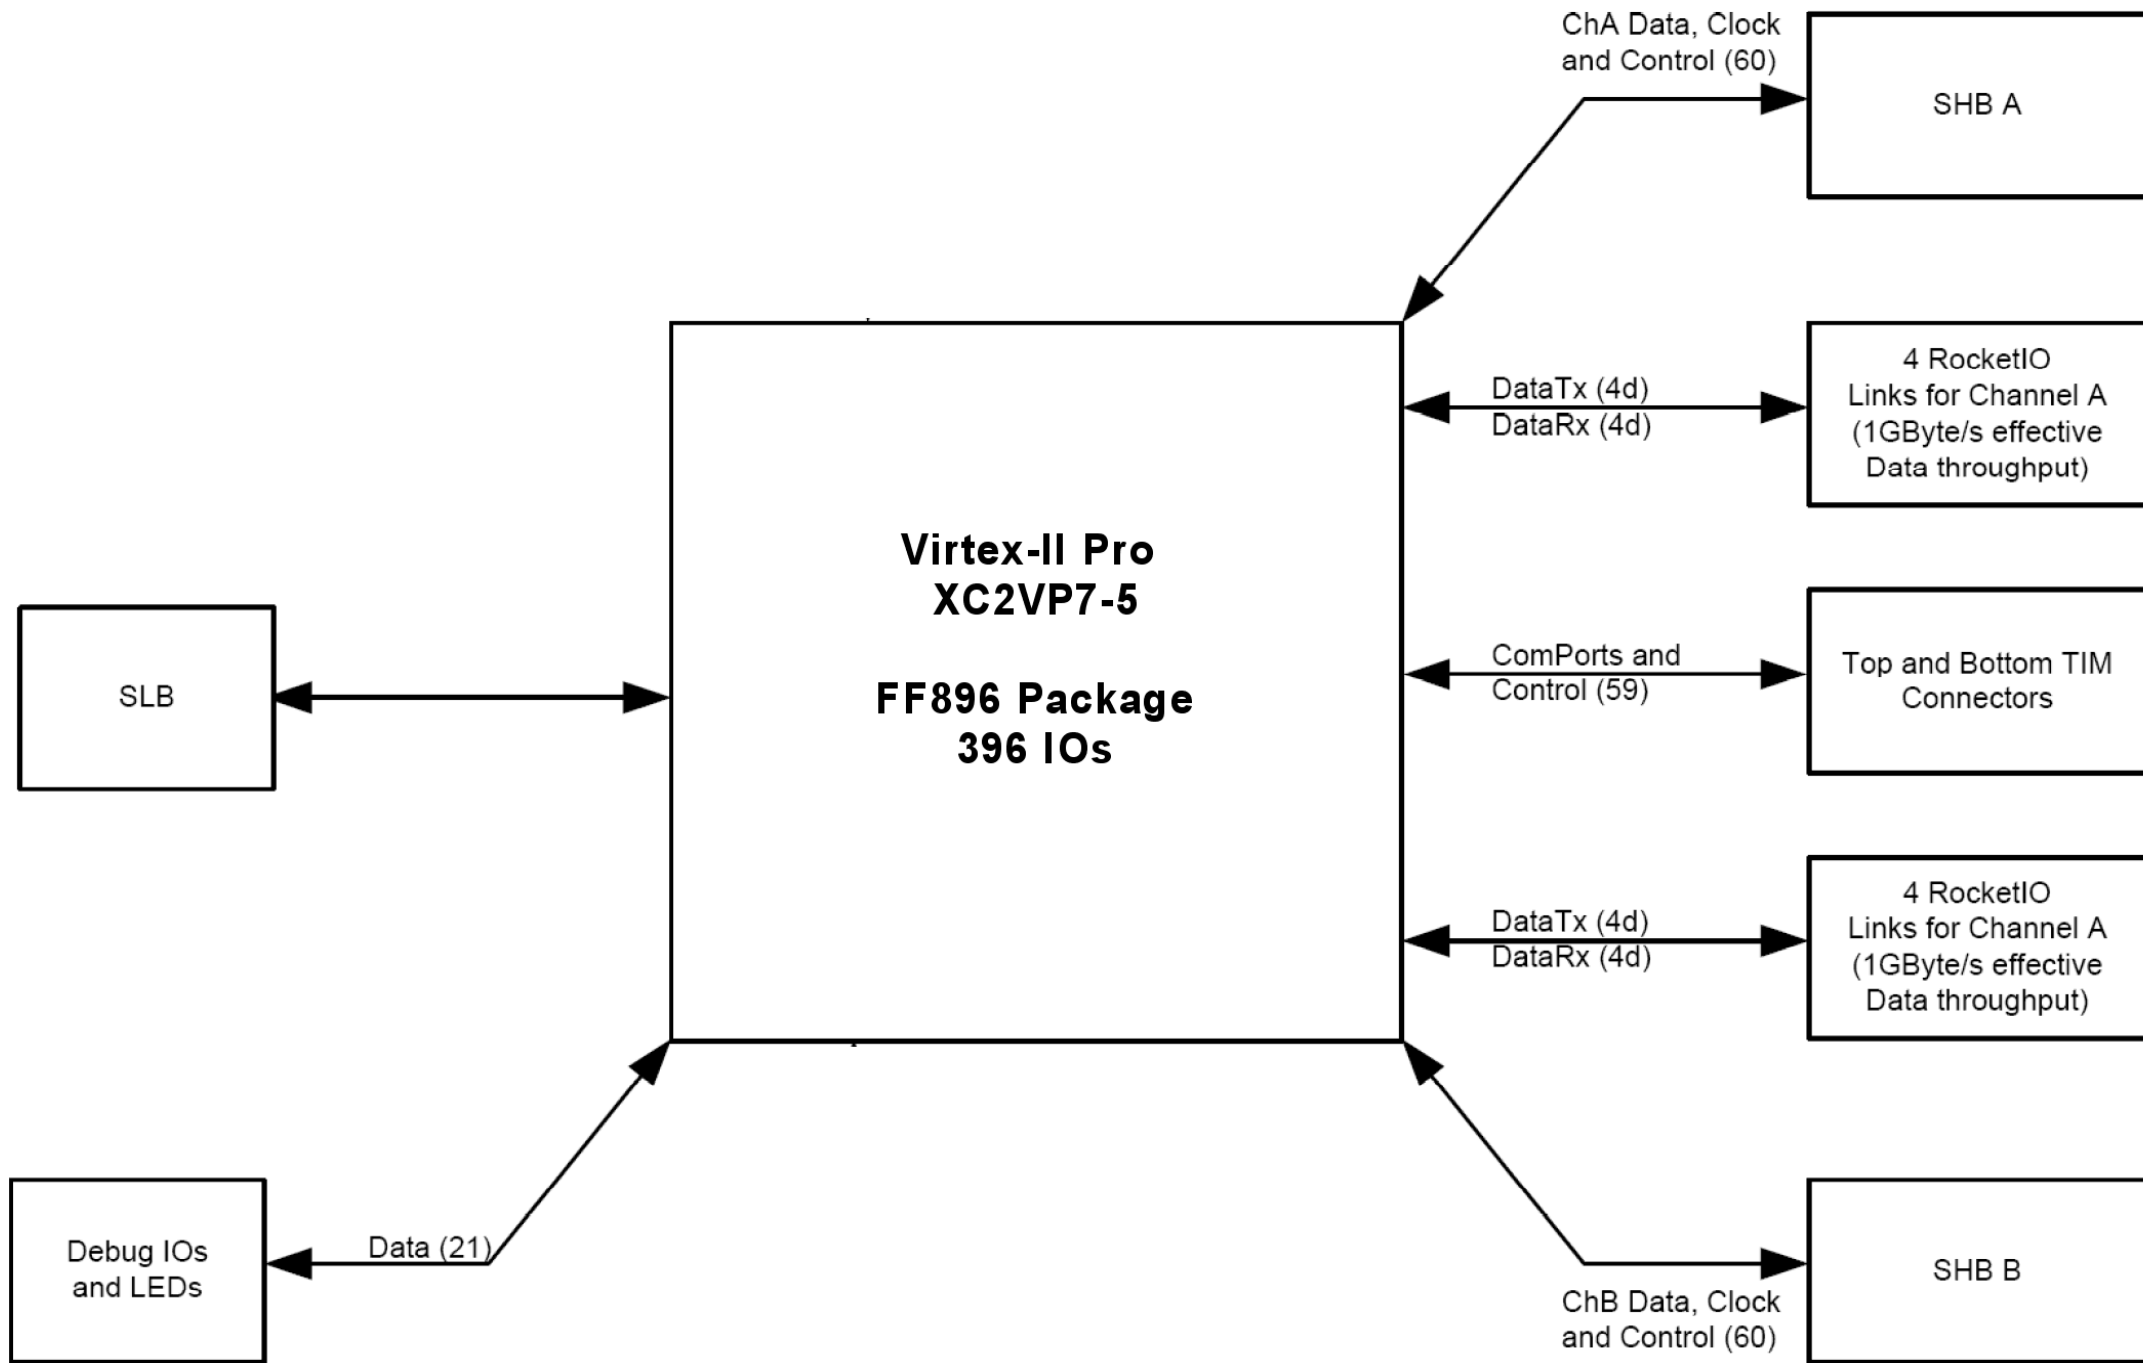 ChA Data, Clock
and Control (60)
SHB A
DataTx (4d)
DataRx (4d)
4 RocketIO
Links for Channel A
(1GByte/s effective
Data throughput)
Virtex-II Pro
XC2VP7-5
FF896 Package
396 IOs
SLB
ComPorts and
Control (59)
Top and Bottom TIM
Connectors
DataTx (4d)
DataRx (4d)
4 RocketIO
Links for Channel A
(1GByte/s effective
Data throughput)
Debug IOs
and LEDs
Data (21)
ChB Data, Clock
and Control (60)
SHB B